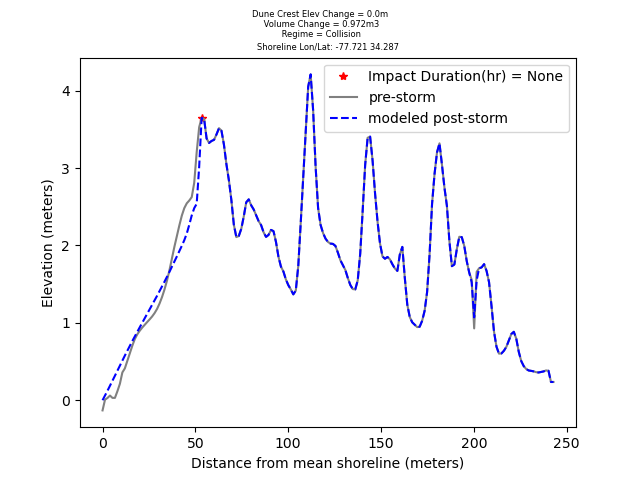 Dune Crest Elev Change = 0.0m
Volume Change = 0.972m3
Regime = Collision
Shoreline Lon/Lat: -77.721 34.287
Impact Duration(hr) = None
pre-storm
modeled post-storm
Elevation (meters)
4
3
2
1
0
0 50 100 150 200 250
Distance from mean shoreline (meters)